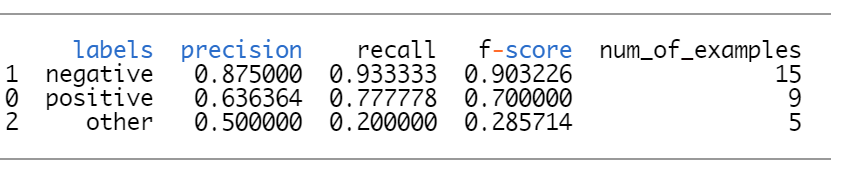 labels precision recall f-score num_of_examples
1 negative 0.875000 0.933333 0.903226 15
0 positive 0.636364 0.777778 0.700000 9
2 other 0.500000 0.200000 0.285714 5